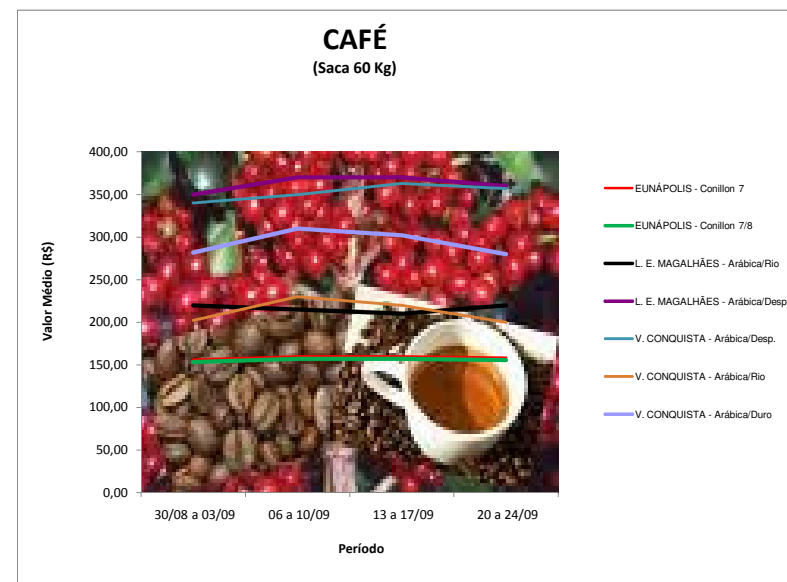 CAFÉ
(Saca 60 Kg)
Valor Médio (R$)
400,00
350,00
300,00
250,00
200,00
150,00
100,00
50,00
0,00
30/08 a 03/09
06 a 10/09
13 a 17/09
20 a 24/09
Período
EUNÁPOLIS - Conillon 7
EUNÁPOLIS - Conillon 7/8
L. E. MAGALHÃES - Arábica/Rio
L. E. MAGALHÃES - Arábica/Desp
V. CONQUISTA - Arábica/Desp.
V. CONQUISTA - Arábica/Rio
V. CONQUISTA - Arábica/Duro